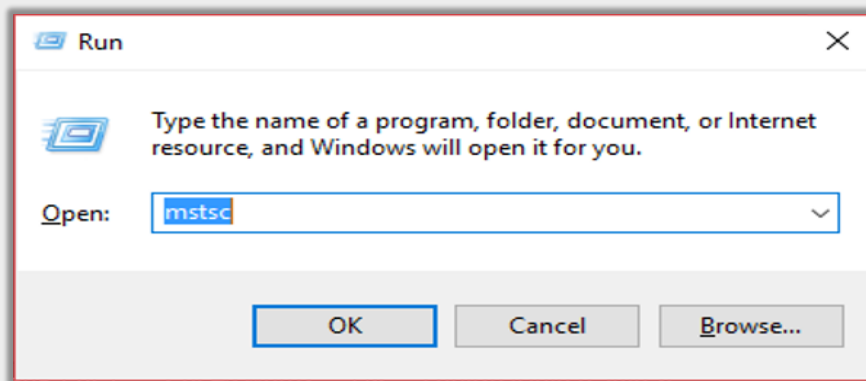 Run
Type the name of a program, folder, document, or Internet
resource, and Windows will open it for you.
Open: mstsc
OK Cancel Browse...